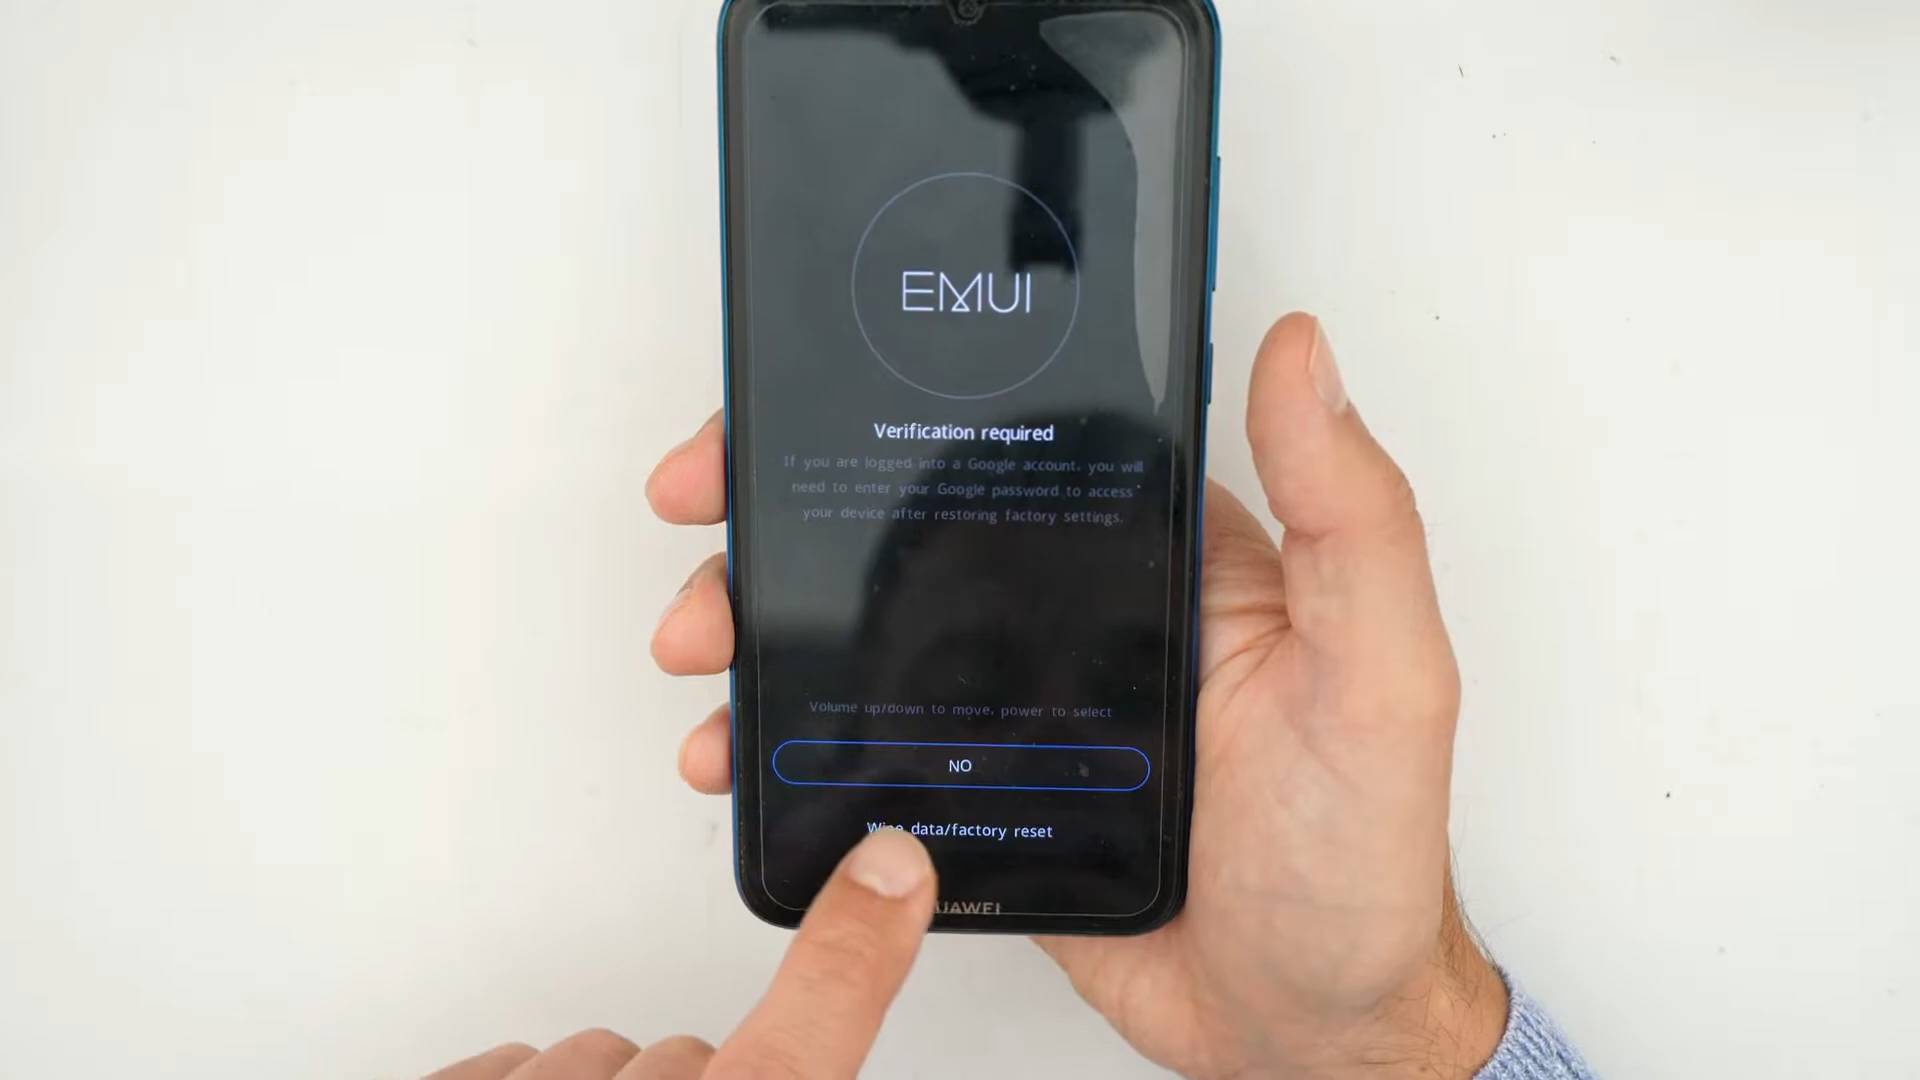 EMUI
Verification required
If you are logged into a Google account, you will
need to enter your Google password to access
your device after restoring factory settings.
Volume up/down to move, power to select
NO
Wipe data/factory reset
UAWEI